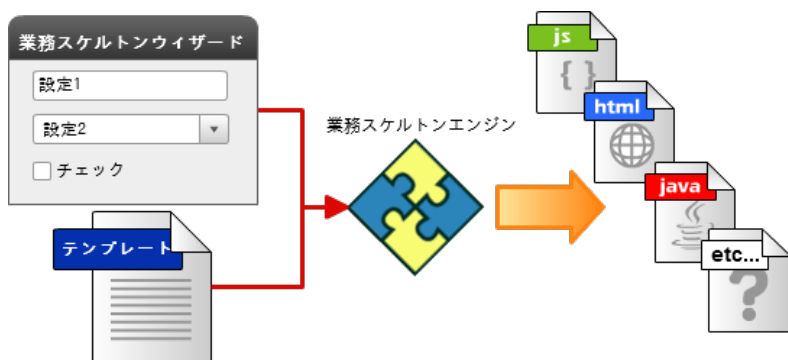 業務スケルトンウィザード
設定1
設定2
チェック
テンプレート
業務スケルトンエンジン
js
{ }
html
java
etc...
?